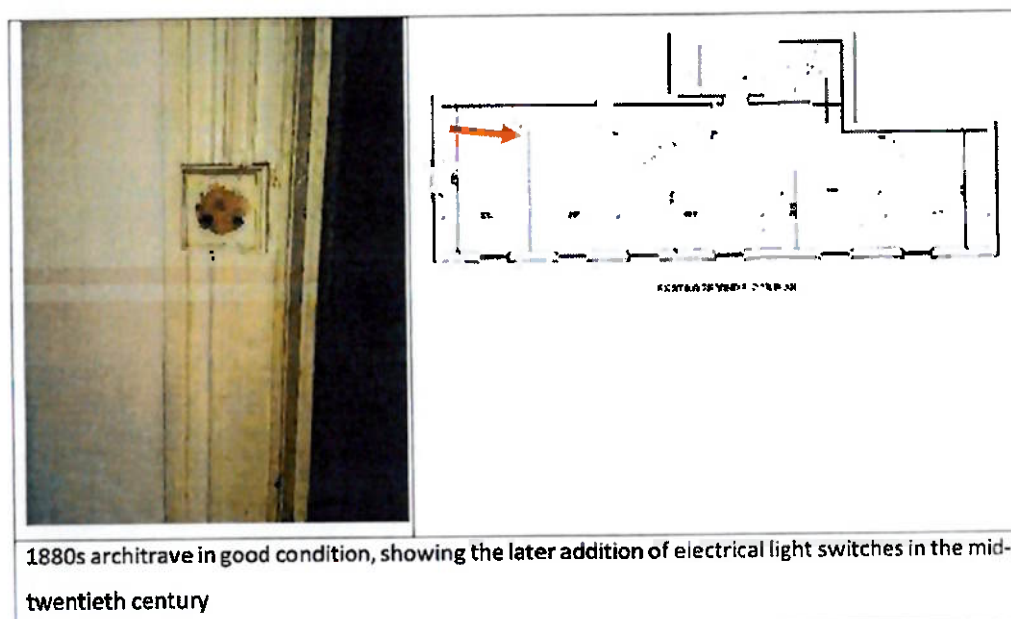 1880s architrave in good condition, showing the later addition of electrical light switches in the mid-
twentieth century